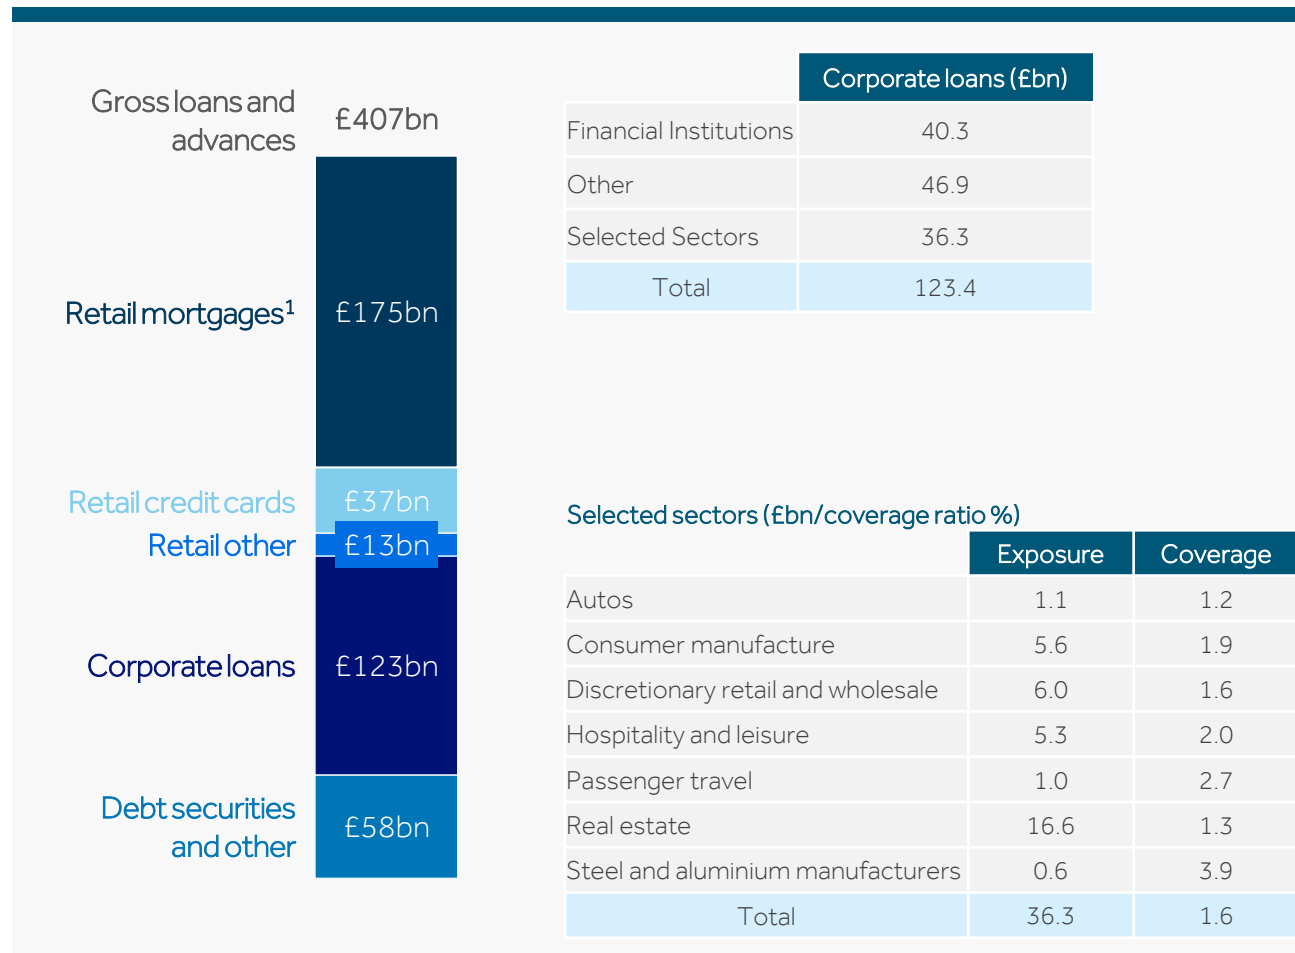 Gross loans and
advances
£407bn
Retail mortgages¹
£175bn
Retail credit cards
£37bn
Retail other
£13bn
Corporate loans
£123bn
Debt securities
and other
£58bn
Corporate loans (£bn)
Financial Institutions 40.3
Other 46.9
Selected Sectors 36.3
Total 123.4
Selected sectors (£bn/coverage ratio %)
Exposure Coverage
Autos 1.1 1.2
Consumer manufacture 5.6 1.9
Discretionary retail and wholesale 6.0 1.6
Hospitality and leisure 5.3 2.0
Passenger travel 1.0 2.7
Real estate 16.6 1.3
Steel and aluminium manufacturers 0.6 3.9
Total 36.3 1.6